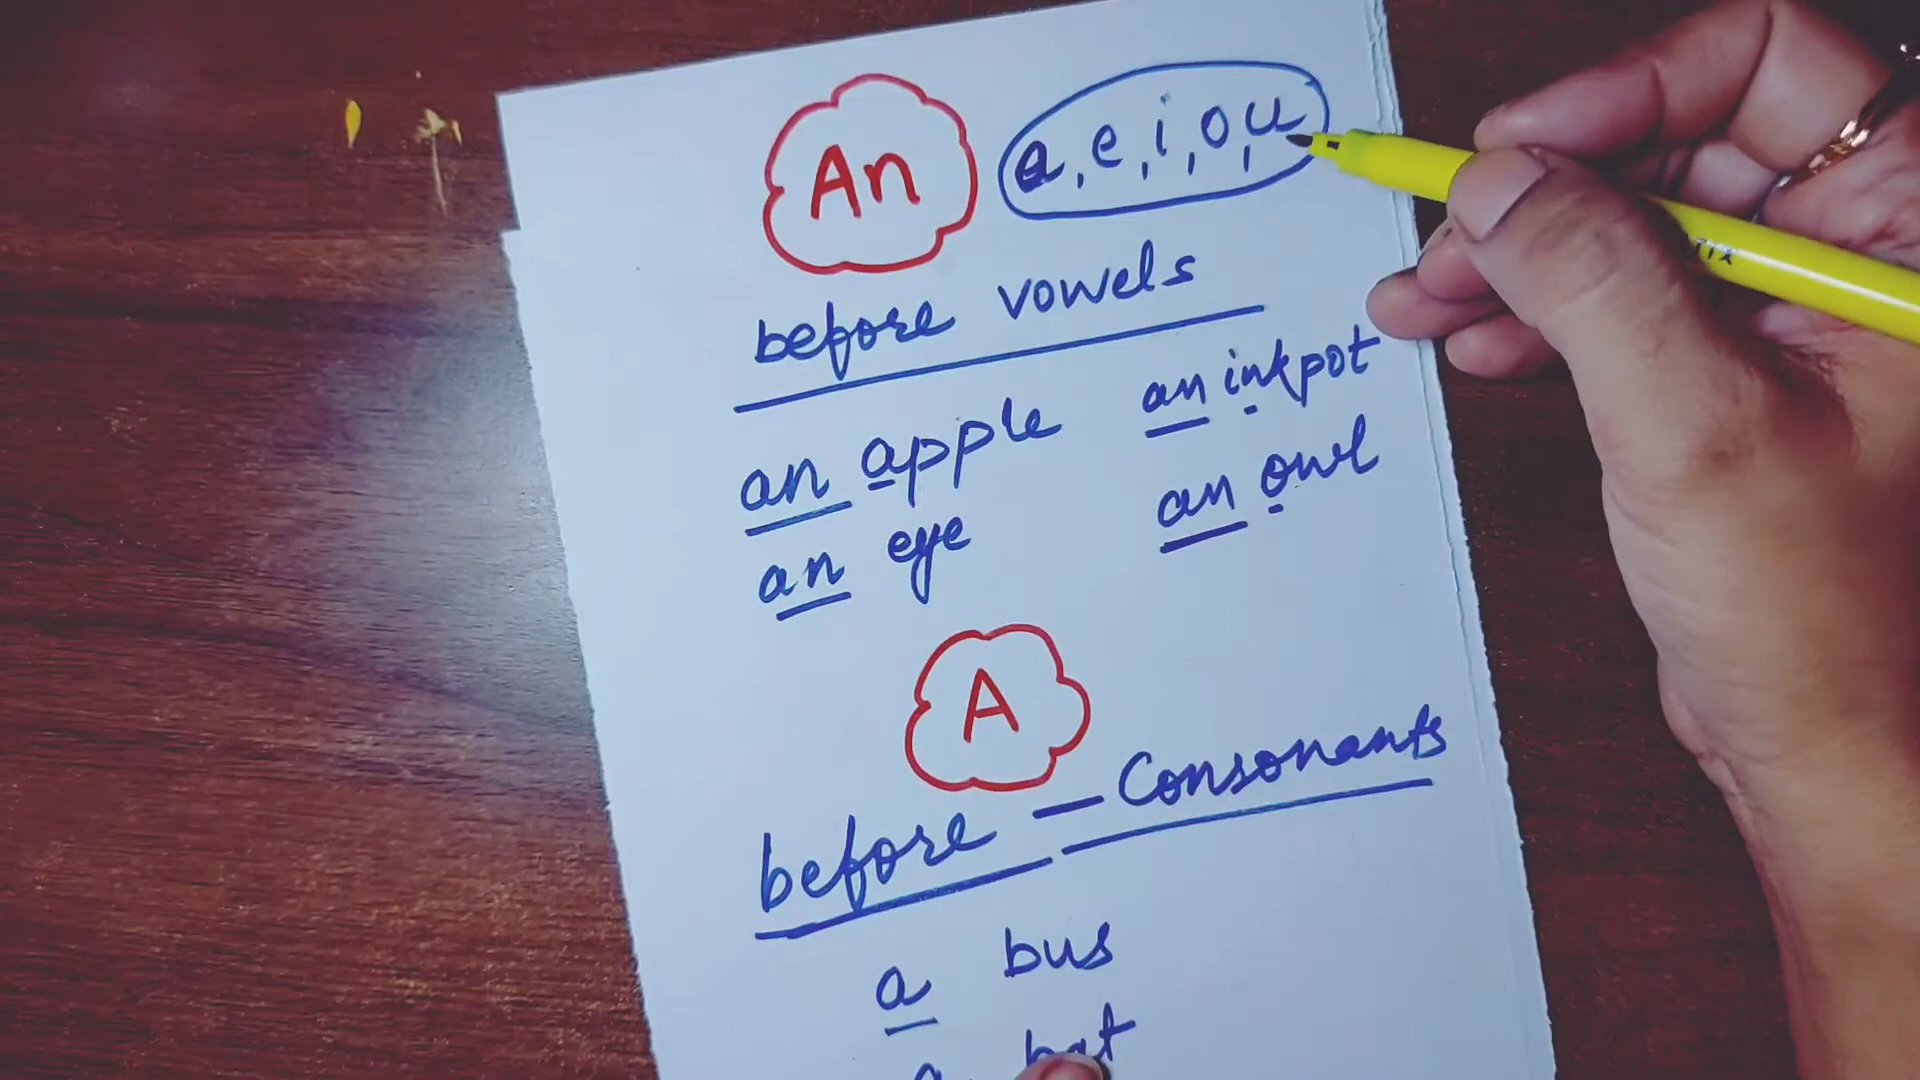 An a, e, i, o, u
before vowels
an apple an inkpot
an eye an owl
A
before - Consonants
a bus
a